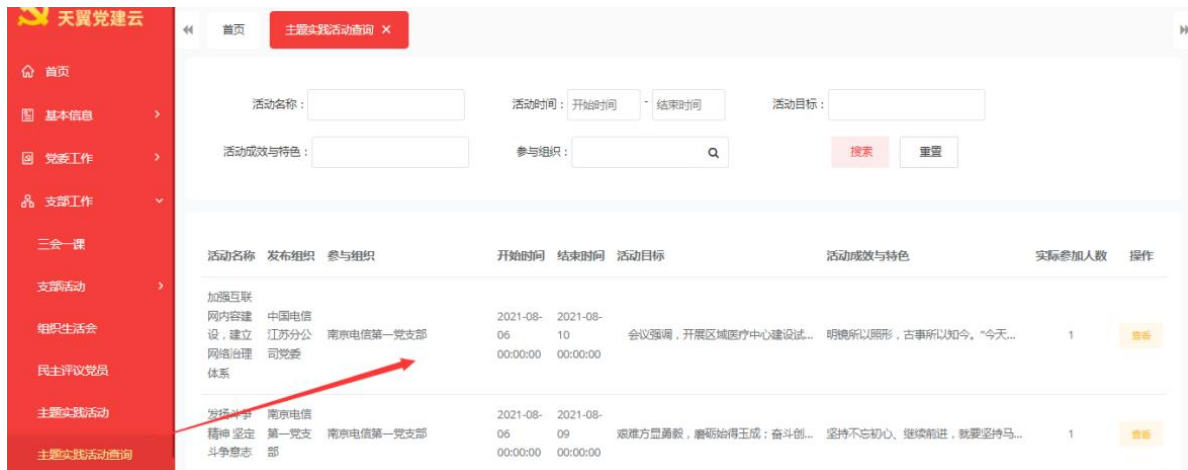 天翼党建云
首页
主题实践活动查询 ×
首页
基本信息
党委工作
支部工作
三会一课
支部活动
组织生活会
民主评议党员
主题实践活动
主题实践活动查询
活动名称：
活动时间： 开始时间 - 结束时间
活动目标：
活动成效与特色：
参与组织：
搜索
重置
活动名称 发布组织 参与组织 开始时间 结束时间 活动目标 活动成效与特色 实际参加人数 操作
加强互联
网内容建
设，建立
网络治理
体系
中国电信
江苏分公
司党委
南京电信第一党支部
2021-08-
06
00:00:00
2021-08-
10
00:00:00
会议强调，开展区域医疗中心建设试...
明镜所以照形，古事所以知今。"今天...
1
查看
发扬斗争
精神 坚定
斗争意志
南京电信
第一党支
部
南京电信第一党支部
2021-08-
06
00:00:00
2021-08-
09
00:00:00
艰难方显勇毅，磨砺始得玉成；奋斗创...
坚持不忘初心、继续前进，就要坚持马...
1
查看